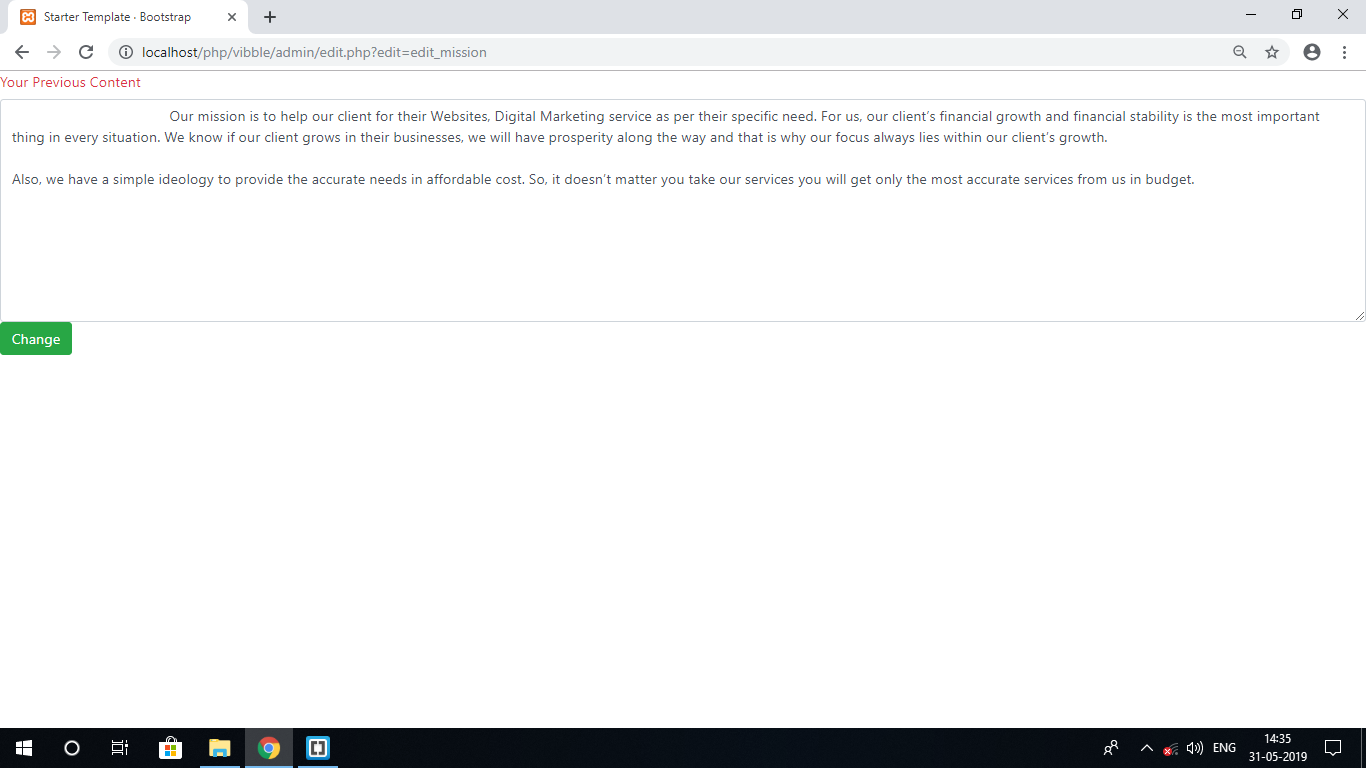 Starter Template · Bootstrap
localhost/php/vibble/admin/edit.php?edit=edit_mission
Your Previous Content
Our mission is to help our client for their Websites, Digital Marketing service as per their specific need. For us, our client's financial growth and financial stability is the most important
thing in every situation. We know if our client grows in their businesses, we will have prosperity along the way and that is why our focus always lies within our client's growth.
Also, we have a simple ideology to provide the accurate needs in affordable cost. So, it doesn't matter you take our services you will get only the most accurate services from us in budget.
Change
ENG
14:35
31-05-2019